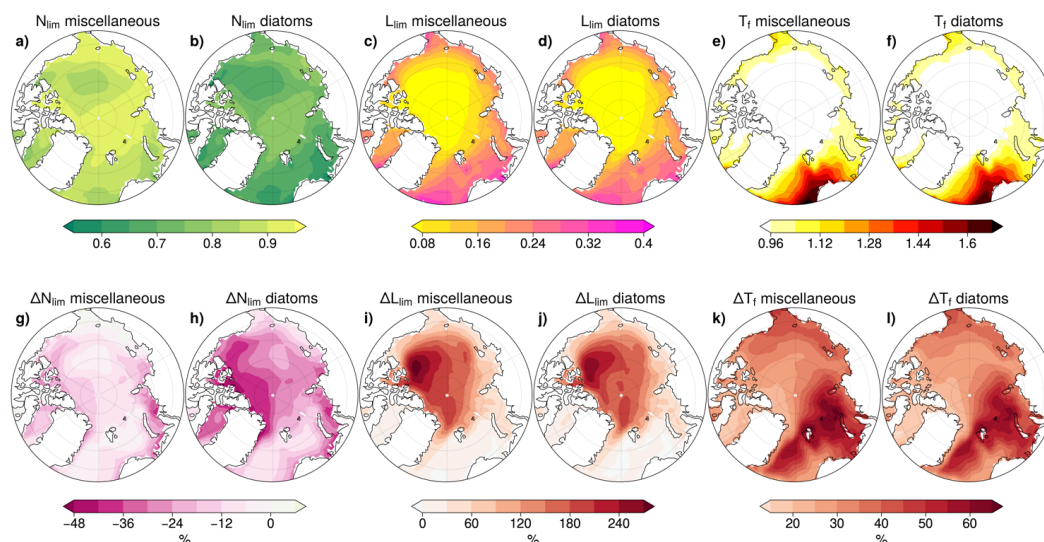 N_lim miscellaneous N_lim diatoms L_lim miscellaneous L_lim diatoms T_f miscellaneous T_f diatoms
a) b) c) d) e) f)
0.6 0.7 0.8 0.9 0.08 0.16 0.24 0.32 0.4 0.96 1.12 1.28 1.44 1.6
ΔN_lim miscellaneous ΔN_lim diatoms ΔL_lim miscellaneous ΔL_lim diatoms ΔT_f miscellaneous ΔT_f diatoms
g) h) i) j) k) l)
−48 −36 −24 −12 0 0 60 120 180 240 20 30 40 50 60
% % %